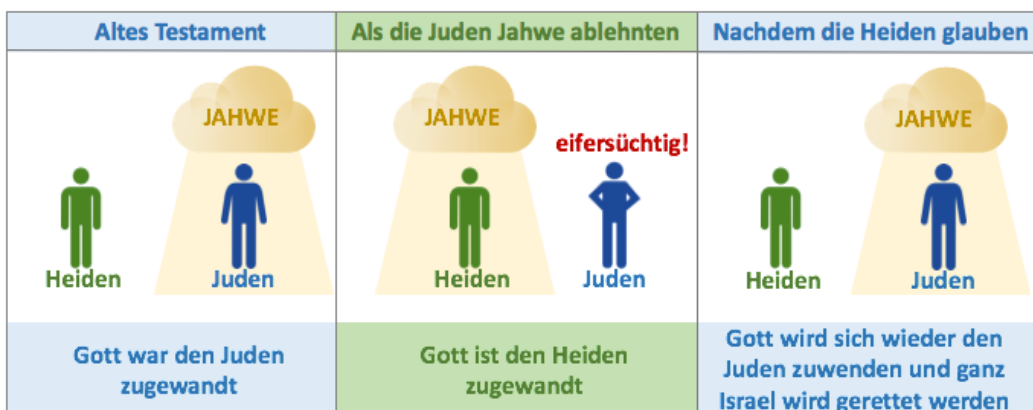 Altes Testament
Als die Juden Jahwe ablehnten
Nachdem die Heiden glauben
JAHWE
Heiden
Juden
JAHWE
eifersüchtig!
Heiden
Juden
JAHWE
Heiden
Juden
Gott war den Juden
zugewandt
Gott ist den Heiden
zugewandt
Gott wird sich wieder den
Juden zuwenden und ganz
Israel wird gerettet werden